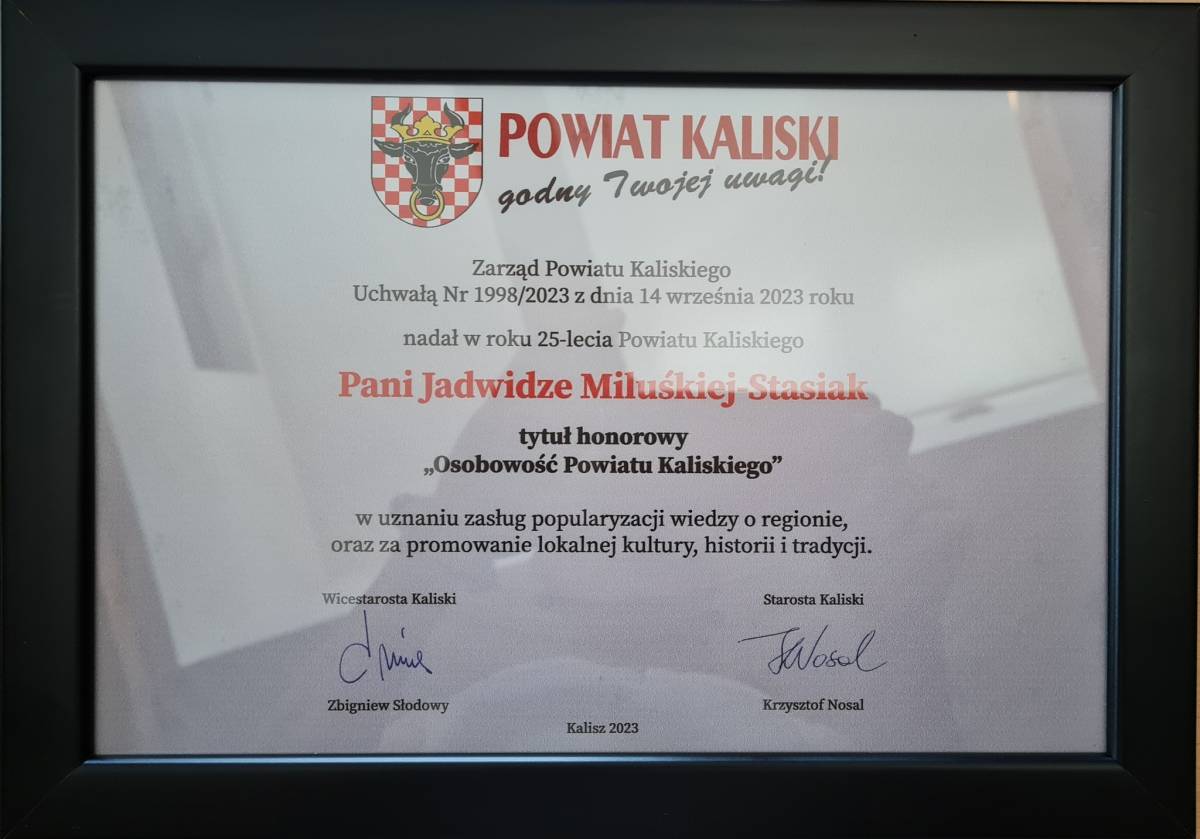 POWIAT KALISKI
godny Twojej uwagi!
Zarząd Powiatu Kaliskiego
Uchwałą Nr 1998/2023 z dnia 14 września 2023 roku
nadał w roku 25-lecia Powiatu Kaliskiego
Pani Jadwidze Miluśkiej-Stasiak
tytuł honorowy
„Osobowość Powiatu Kaliskiego”
w uznaniu zasług popularyzacji wiedzy o regionie,
oraz za promowanie lokalnej kultury, historii i tradycji.
Wicestarosta Kaliski
Zbigniew Słodowy
Starosta Kaliski
KNosal
Krzysztof Nosal
Kalisz 2023